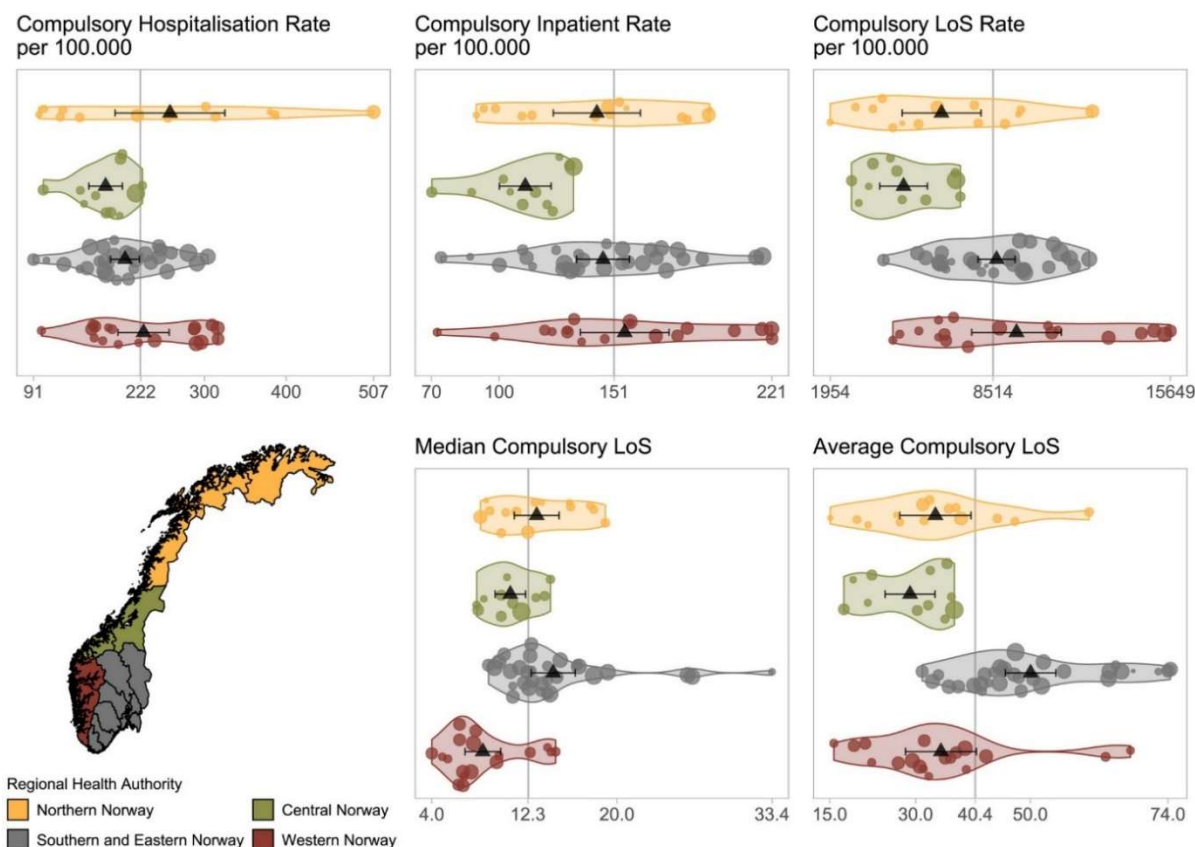 Compulsory Hospitalisation Rate
per 100.000
Compulsory Inpatient Rate
per 100.000
Compulsory LoS Rate
per 100.000
91 222 300 400 507
70 100 151 221
1954 8514 15649
Median Compulsory LoS
Average Compulsory LoS
4.0 12.3 20.0 33.4
15.0 30.0 40.4 50.0 74.0
Regional Health Authority
Northern Norway
Central Norway
Southern and Eastern Norway
Western Norway